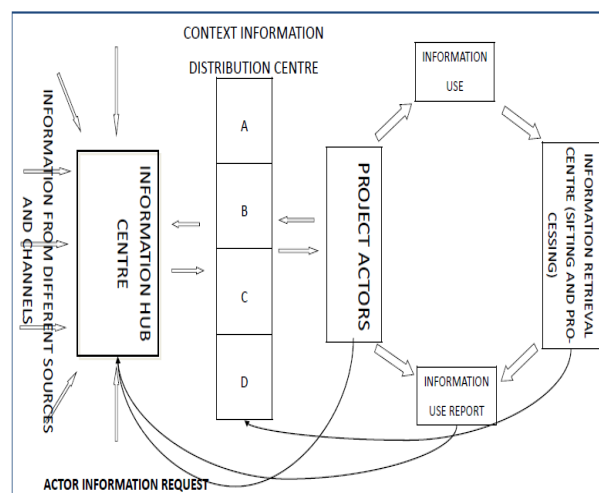 CONTEXT INFORMATION
DISTRIBUTION CENTRE
INFORMATION FROM DIFFERENT SOURCES
AND CHANNELS
INFORMATION HUB
CENTRE
A
B
C
D
PROJECT ACTORS
INFORMATION
USE
INFORMATION RETRIEVAL
CENTRE (SIFTING AND PRO-
CESSING)
INFORMATION
USE REPORT
ACTOR INFORMATION REQUEST